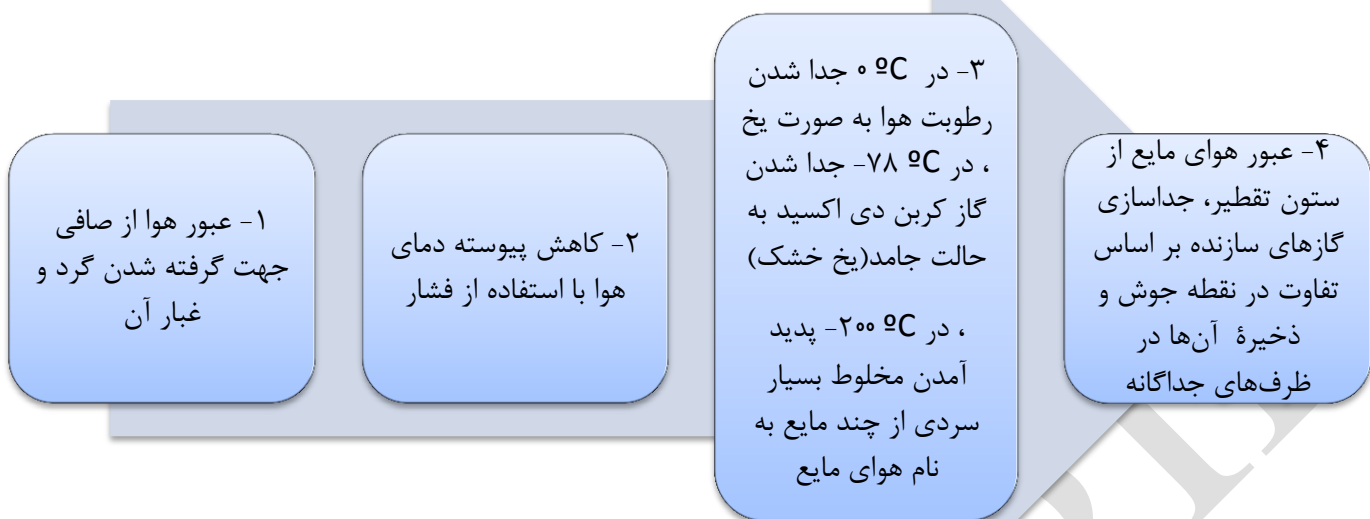 ۱- عبور هوا از صافی
جهت گرفته شدن گرد و
غبار آن
۲- کاهش پیوسته دمای
هوا با استفاده از فشار
۳- در ۰ ºC جدا شدن
رطوبت هوا به صورت یخ
، در ۷۸ ºC- جدا شدن
گاز کربن دی اکسید به
حالت جامد(یخ خشک)
، در ۲۰۰ ºC- پدید
آمدن مخلوط بسیار
سردی از چند مایع به
نام هوای مایع
۴- عبور هوای مایع از
ستون تقطیر، جداسازی
گازهای سازنده بر اساس
تفاوت در نقطه جوش و
ذخیرهٔ آن‌ها در
ظرف‌های جداگانه